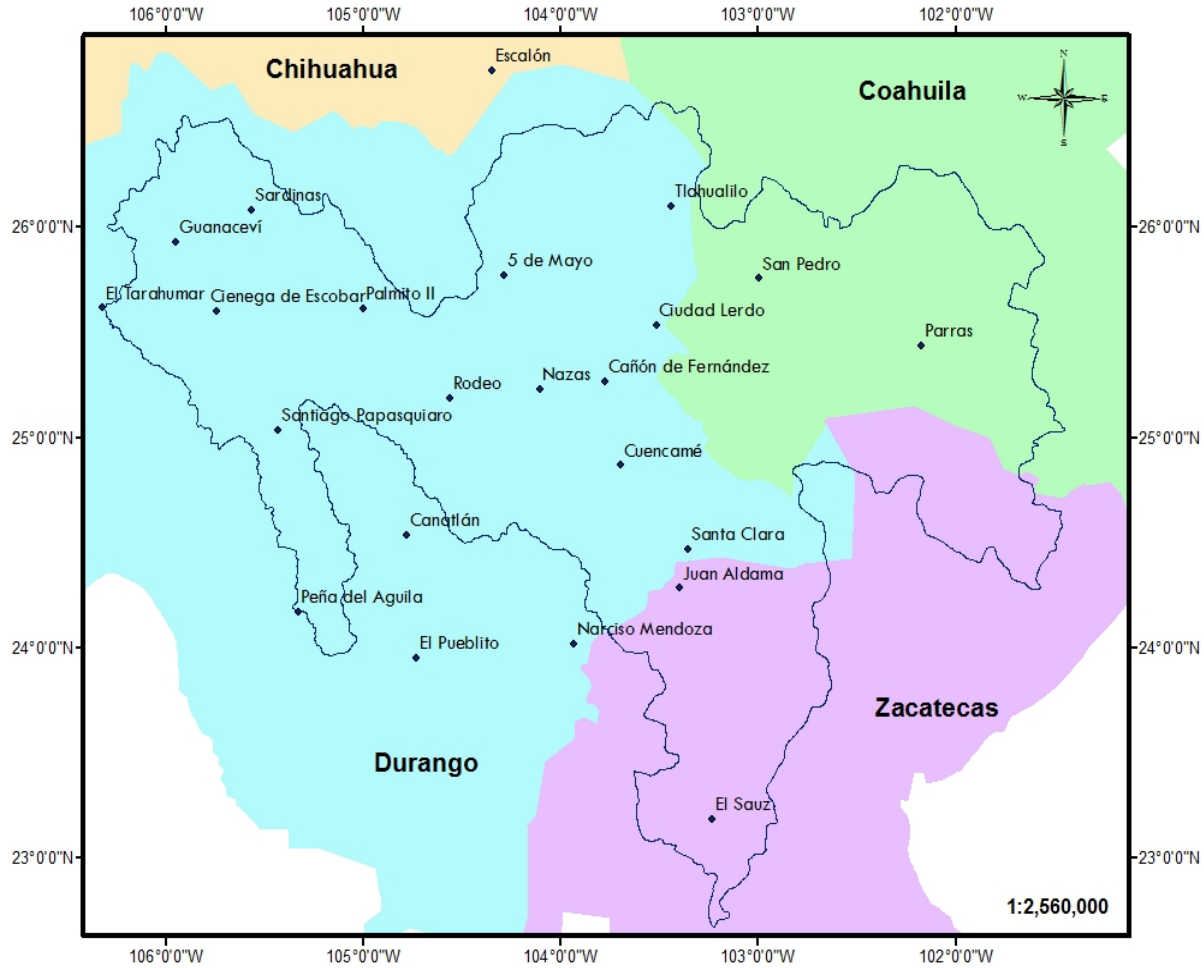 106°0'0"W 105°0'0"W 104°0'0"W 103°0'0"W 102°0'0"W
Escalón
Chihuahua
Coahuila
N
W E
S
Sardinas
Tlahualilo
26°0'0"N 26°0'0"N
Guanaceví
5 de Mayo
San Pedro
El Tarahumar Cienega de Escobar Palmito II
Ciudad Lerdo
Parras
Rodeo Nazas Cañón de Fernández
Santiago Papasquiaro
25°0'0"N 25°0'0"N
Cuencamé
Canatlán
Santa Clara
Juan Aldama
Peña del Aguila
Narciso Mendoza
El Pueblito
24°0'0"N 24°0'0"N
Zacatecas
Durango
El Sauz
23°0'0"N 23°0'0"N
1:2,560,000
106°0'0"W 105°0'0"W 104°0'0"W 103°0'0"W 102°0'0"W